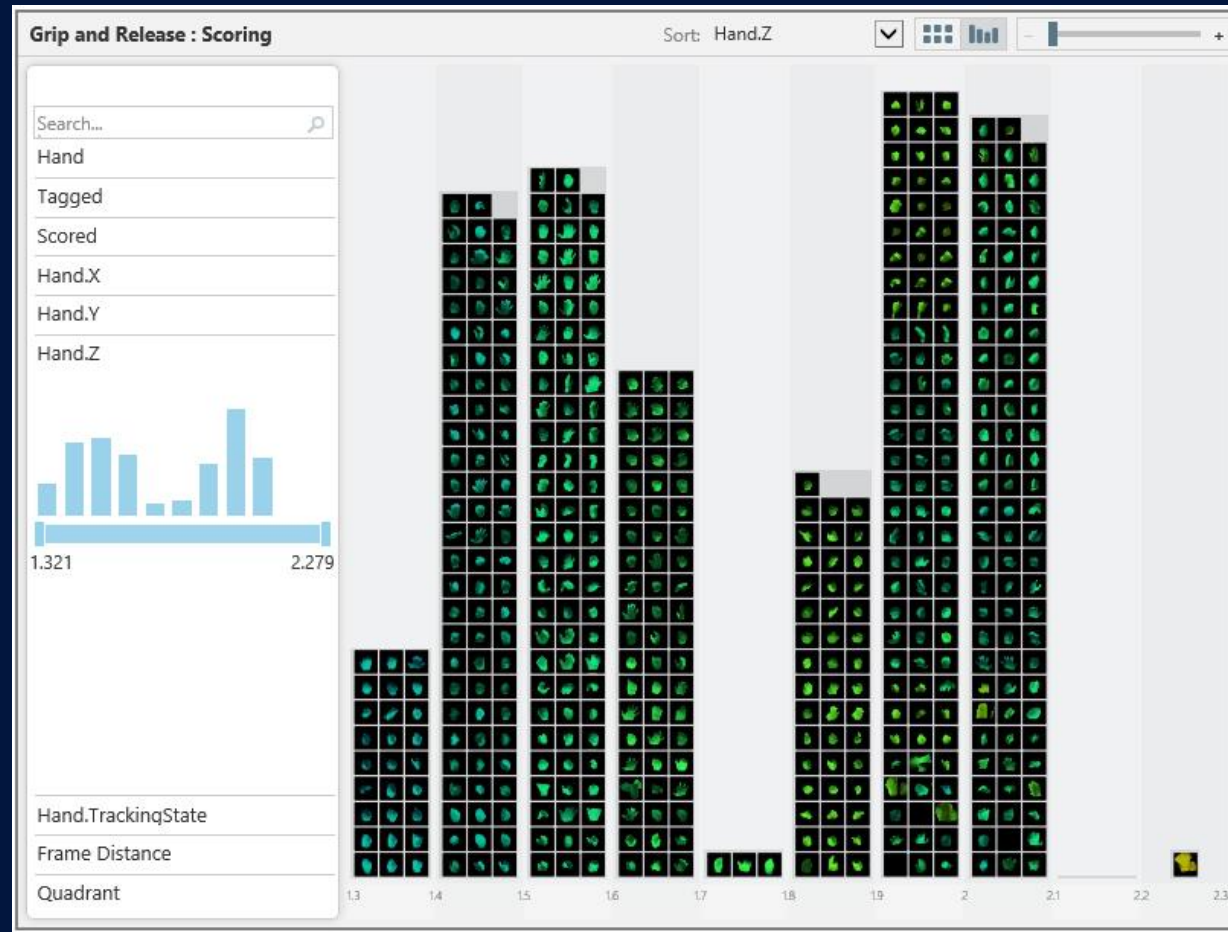 Grip and Release : Scoring
Sort: Hand.Z
- +
Search...
Hand
Tagged
Scored
Hand.X
Hand.Y
Hand.Z
1.321 2.279
Hand.TrackingState
Frame Distance
Quadrant
1.3 1.4 1.5 1.6 1.7 1.8 1.9 2 2.1 2.2 2.3